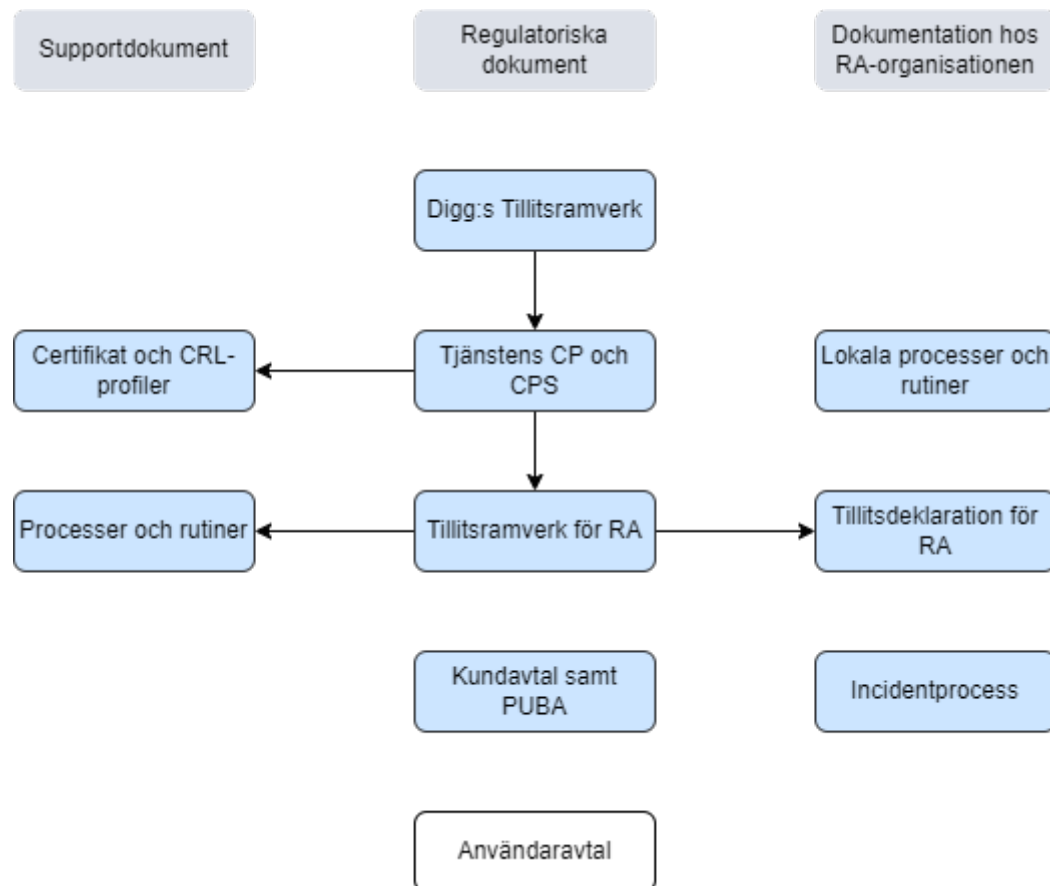 Supportdokument
Regulatoriska
dokument
Dokumentation hos
RA-organisationen
Digg:s Tillitsramverk
Certifikat och CRL-
profiler
Tjänstens CP och
CPS
Lokala processer och
rutiner
Processer och rutiner
Tillitsramverk för RA
Tillitsdeklaration för
RA
Kundavtal samt
PUBA
Incidentprocess
Användaravtal